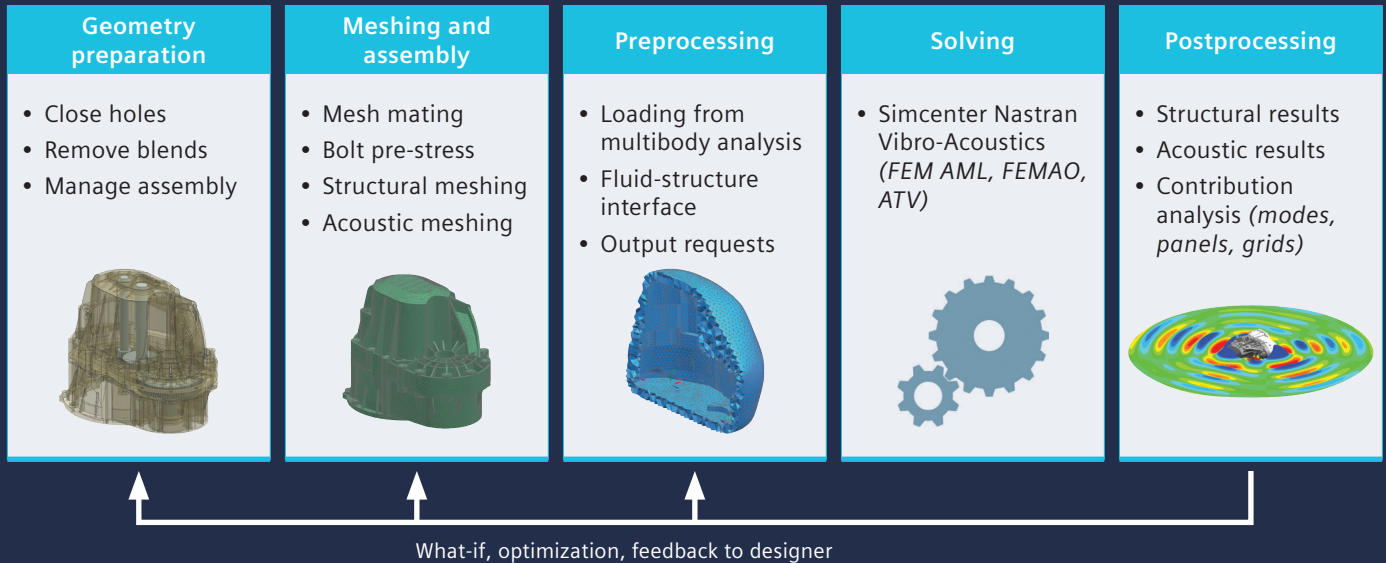 Geometry
preparation
• Close holes
• Remove blends
• Manage assembly
Meshing and
assembly
• Mesh mating
• Bolt pre-stress
• Structural meshing
• Acoustic meshing
Preprocessing
• Loading from
multibody analysis
• Fluid-structure
interface
• Output requests
Solving
• Simcenter Nastran
Vibro-Acoustics
(FEM AML, FEMAO,
ATV)
Postprocessing
• Structural results
• Acoustic results
• Contribution
analysis (modes,
panels, grids)
What-if, optimization, feedback to designer